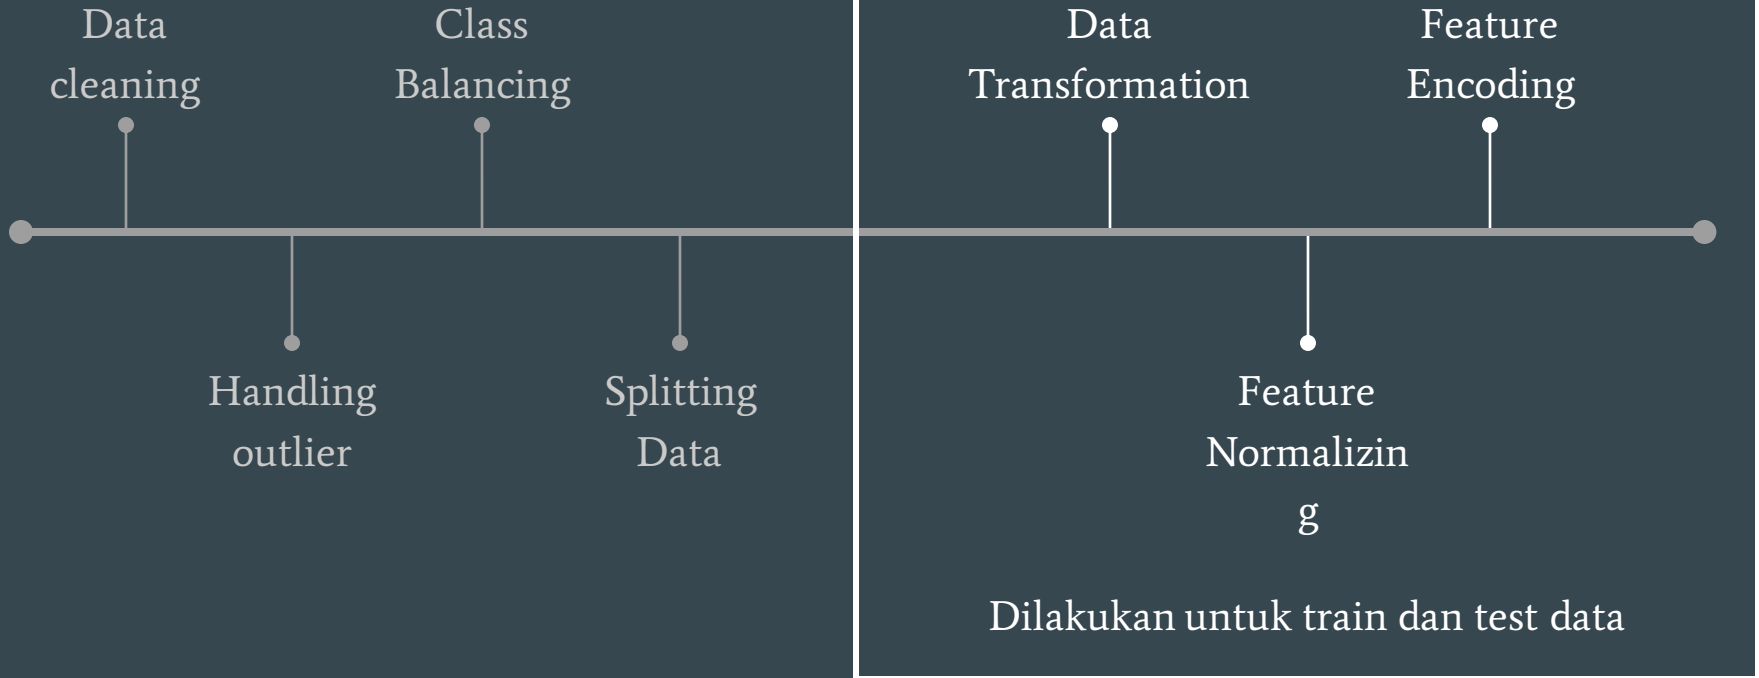 Data
cleaning
Handling
outlier
Class
Balancing
Splitting
Data
Data
Transformation
Feature
Normalizin
g
Feature
Encoding
Dilakukan untuk train dan test data